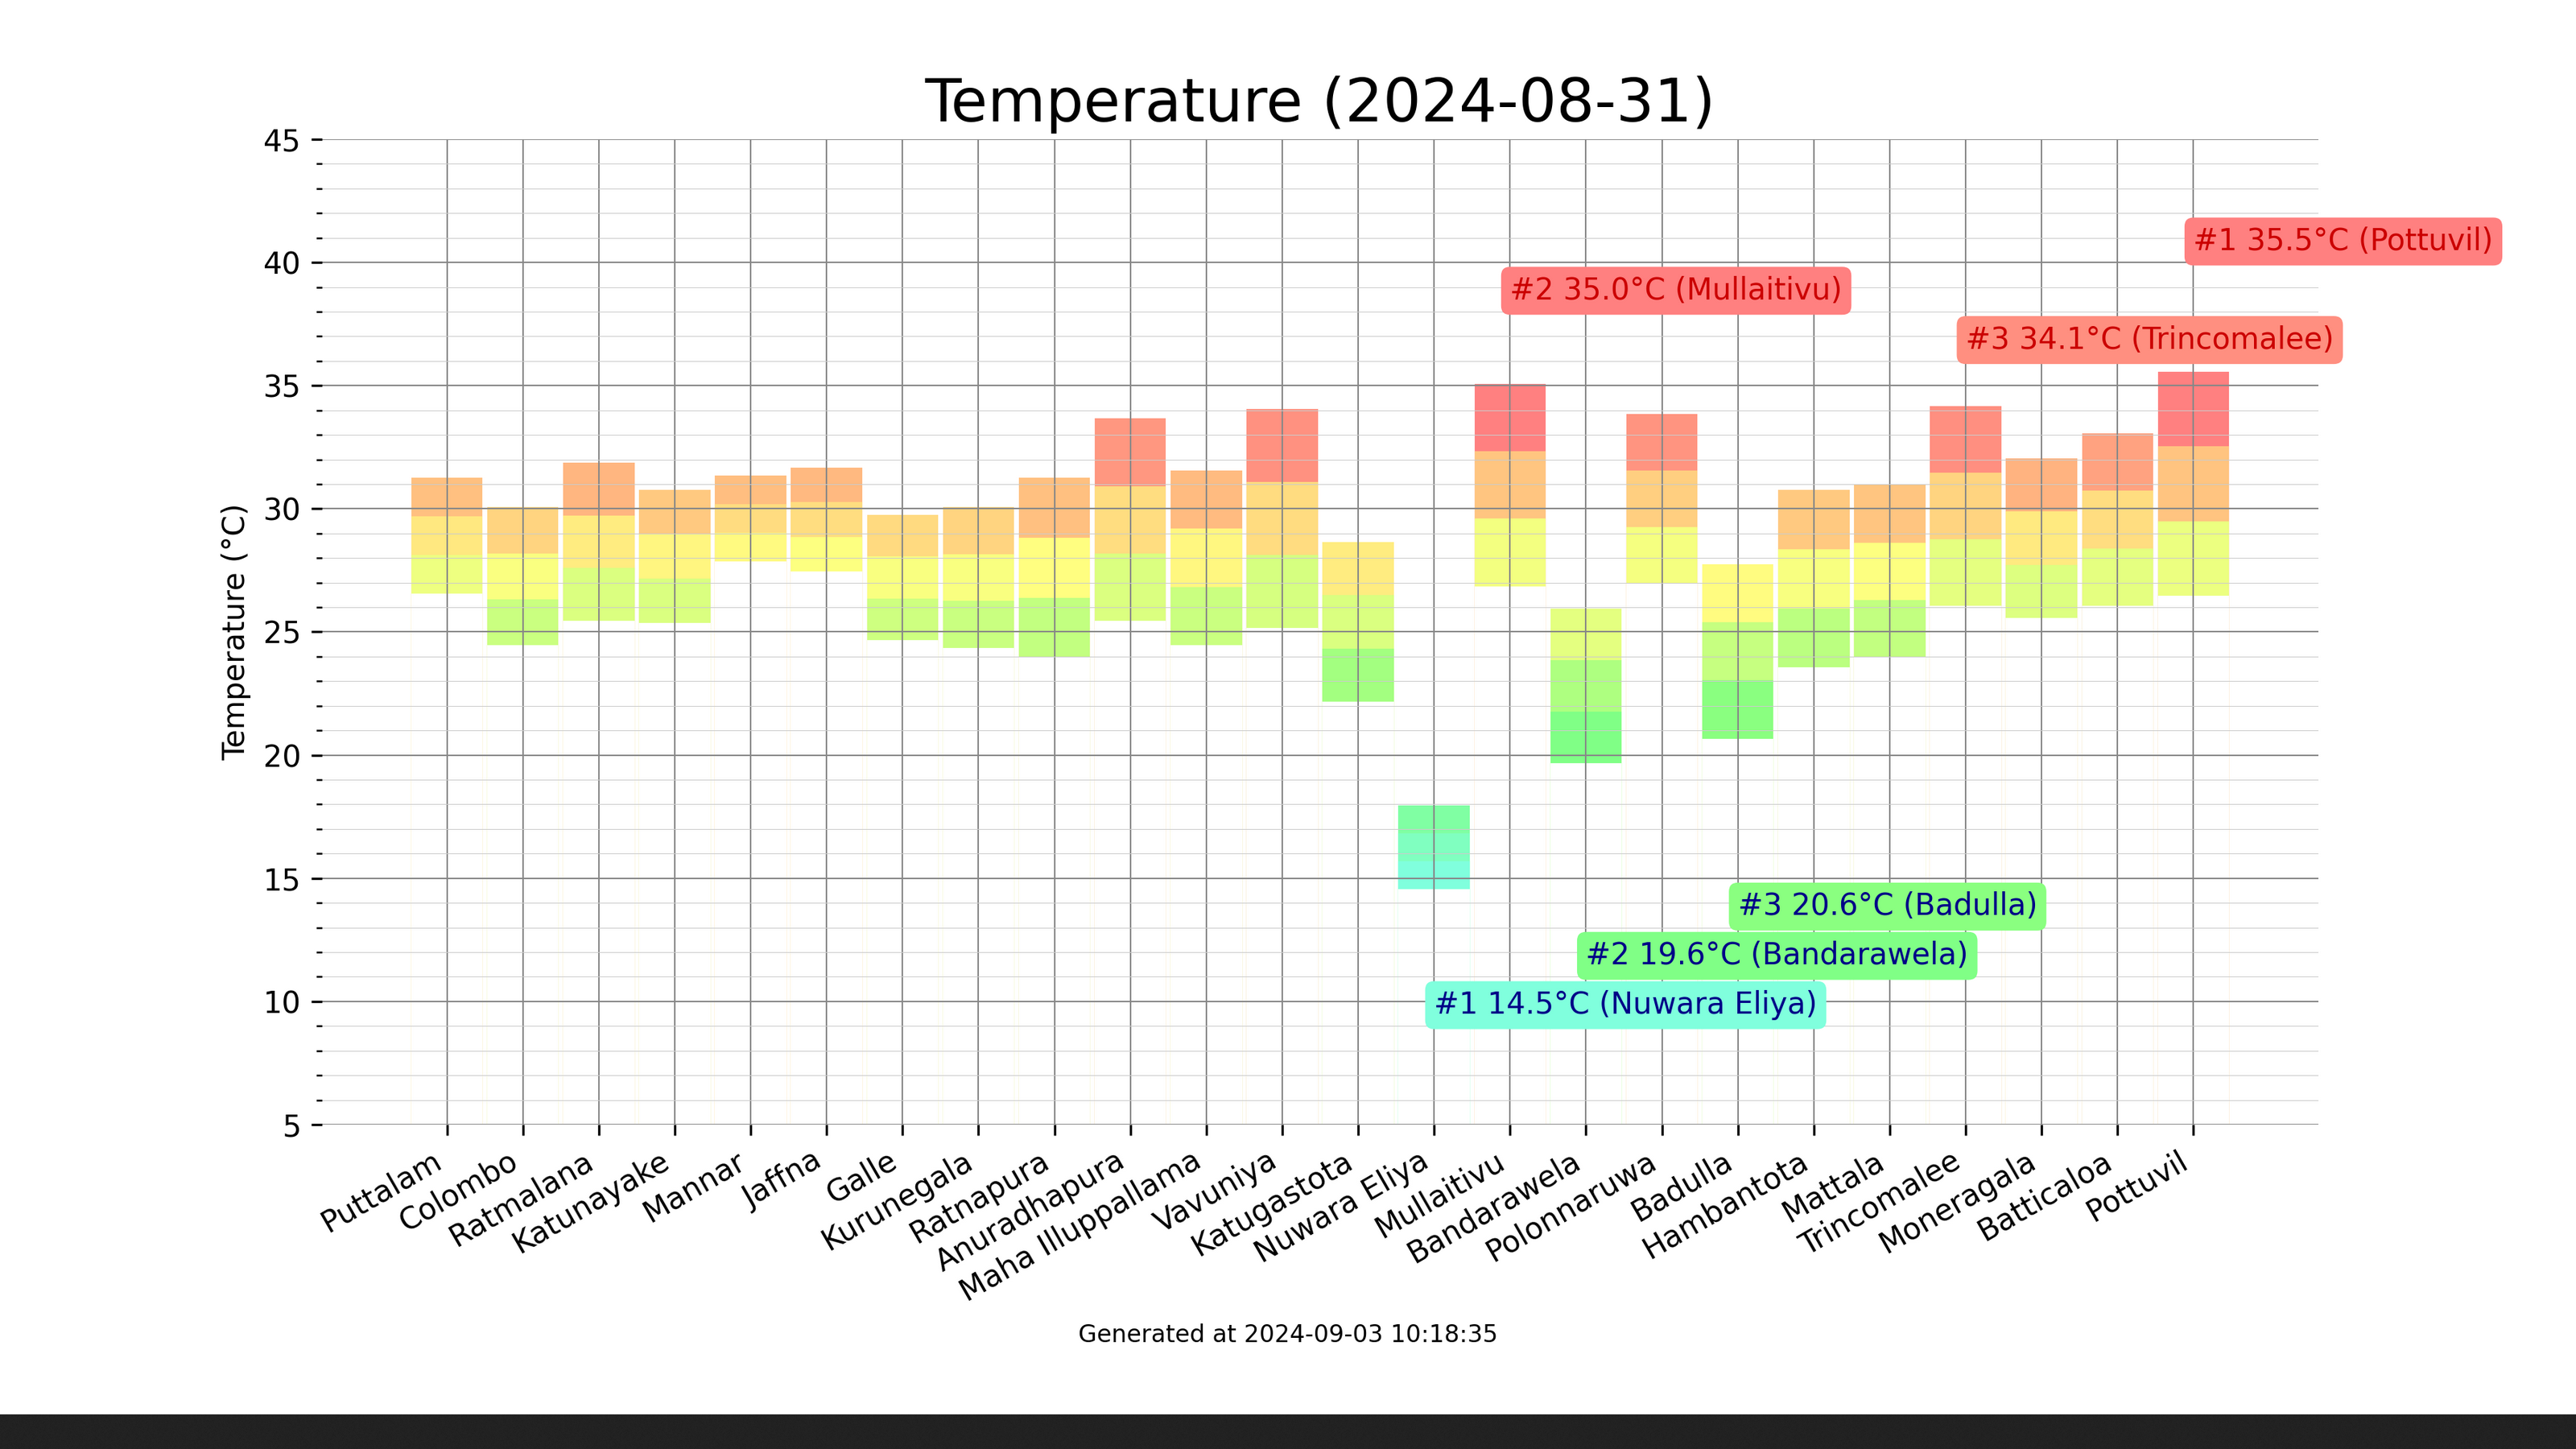 Temperature (2024-08-31)
Temperature (°C)
45
40
35
30
25
20
15
10
5
#1 35.5°C (Pottuvil)
#2 35.0°C (Mullaitivu)
#3 34.1°C (Trincomalee)
#3 20.6°C (Badulla)
#2 19.6°C (Bandarawela)
#1 14.5°C (Nuwara Eliya)
Puttalam
Colombo
Ratmalana
Katunayake
Mannar
Jaffna
Galle
Kurunegala
Ratnapura
Anuradhapura
Maha Illuppallama
Vavuniya
Katugastota
Nuwara Eliya
Mullaitivu
Bandarawela
Polonnaruwa
Badulla
Hambantota
Mattala
Trincomalee
Moneragala
Batticaloa
Pottuvil
Generated at 2024-09-03 10:18:35